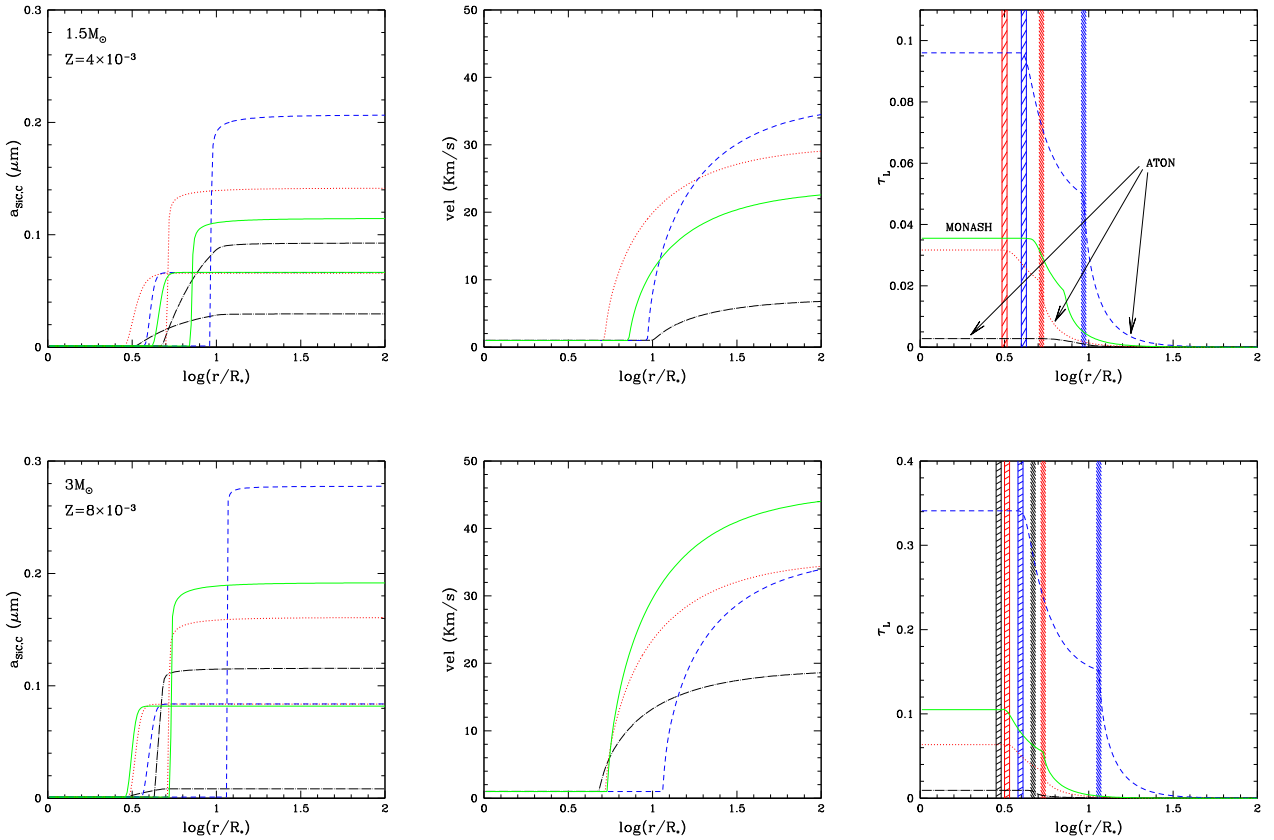 0.3
0.2
0.1
0
1.5M☉
Z=4×10⁻³
a_SIC,C (μm)
0 0.5 1 1.5 2
log(r/R*)
50
40
30
20
10
0
vel (Km/s)
0 0.5 1 1.5 2
log(r/R*)
0.1
0.08
0.06
0.04
0.02
0
τ_L
ATON
MONASH
0 0.5 1 1.5 2
log(r/R*)
0.3
0.2
0.1
0
3M☉
Z=8×10⁻³
a_SIC,C (μm)
0 0.5 1 1.5 2
log(r/R*)
50
40
30
20
10
0
vel (Km/s)
0 0.5 1 1.5 2
log(r/R*)
0.4
0.3
0.2
0.1
0
τ_L
0 0.5 1 1.5 2
log(r/R*)